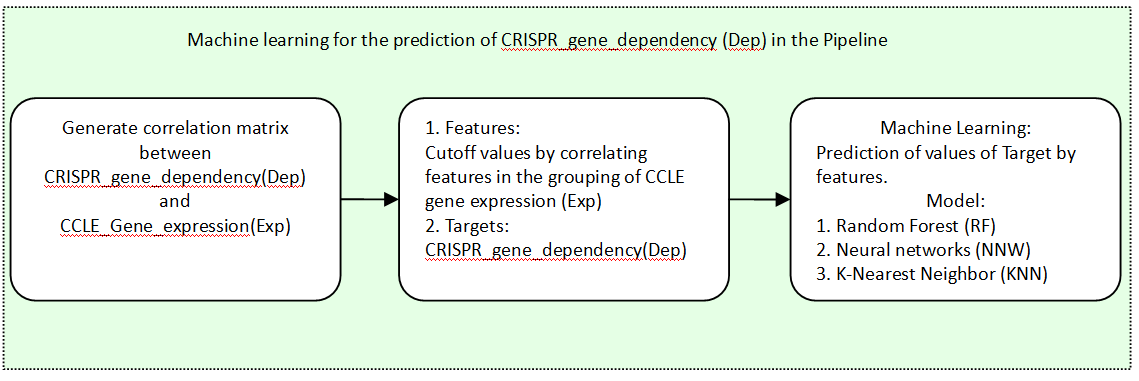 Machine learning for the prediction of CRISPR_gene_dependency (Dep) in the Pipeline
Generate correlation matrix
between
CRISPR_gene_dependency(Dep)
and
CCLE_Gene_expression(Exp)
1. Features:
Cutoff values by correlating
features in the grouping of CCLE
gene expression (Exp)
2. Targets:
CRISPR_gene_dependency(Dep)
Machine Learning:
Prediction of values of Target by
features.
Model:
1. Random Forest (RF)
2. Neural networks (NNW)
3. K-Nearest Neighbor (KNN)